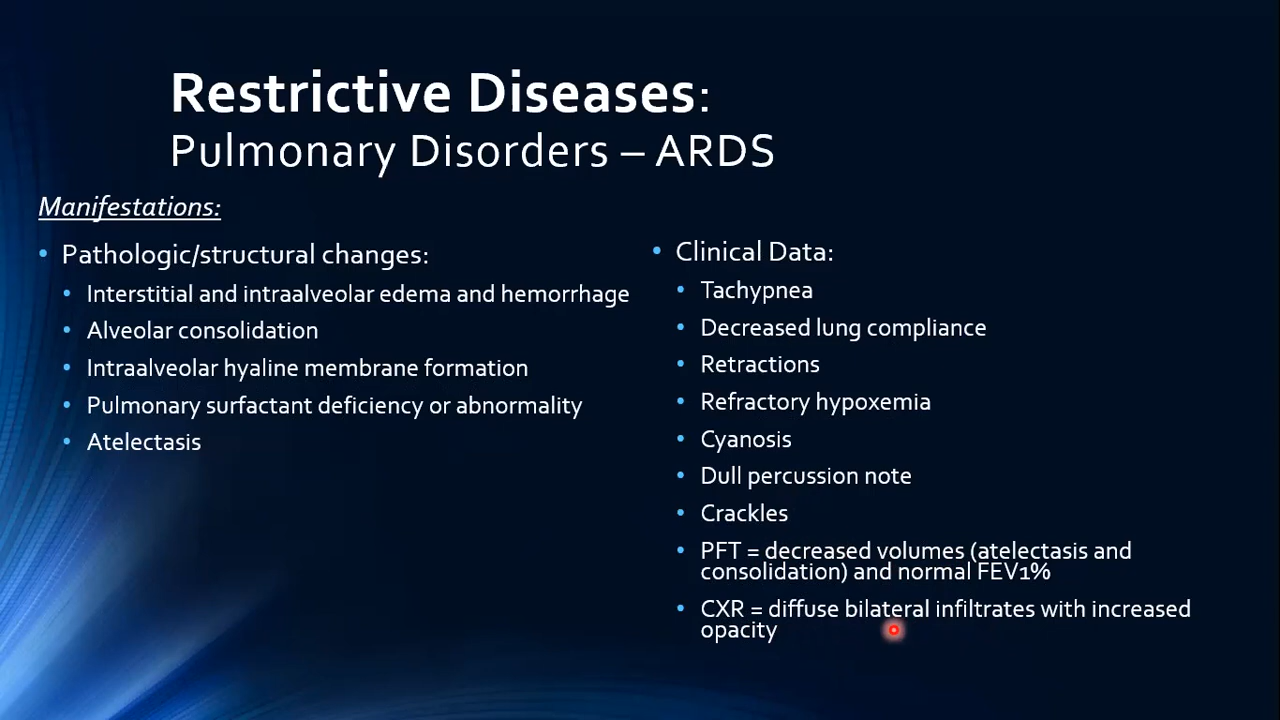 Restrictive Diseases:
Pulmonary Disorders – ARDS
Manifestations:
• Pathologic/structural changes:
• Interstitial and intraalveolar edema and hemorrhage
• Alveolar consolidation
• Intraalveolar hyaline membrane formation
• Pulmonary surfactant deficiency or abnormality
• Atelectasis
• Clinical Data:
• Tachypnea
• Decreased lung compliance
• Retractions
• Refractory hypoxemia
• Cyanosis
• Dull percussion note
• Crackles
• PFT = decreased volumes (atelectasis and
consolidation) and normal FEV1%
• CXR = diffuse bilateral infiltrates with increased
opacity